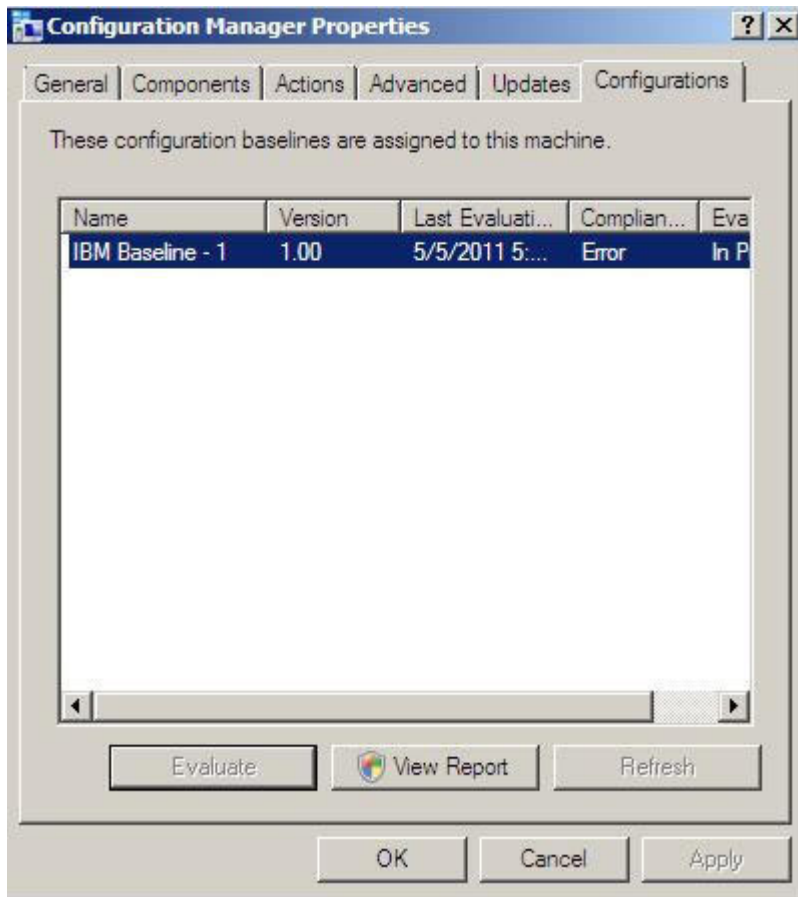 Configuration Manager Properties
General Components Actions Advanced Updates Configurations
These configuration baselines are assigned to this machine.
Name Version Last Evaluati... Complian... Eva
IBM Baseline - 1 1.00 5/5/2011 5:... Error In P
Evaluate View Report Refresh
OK Cancel Apply